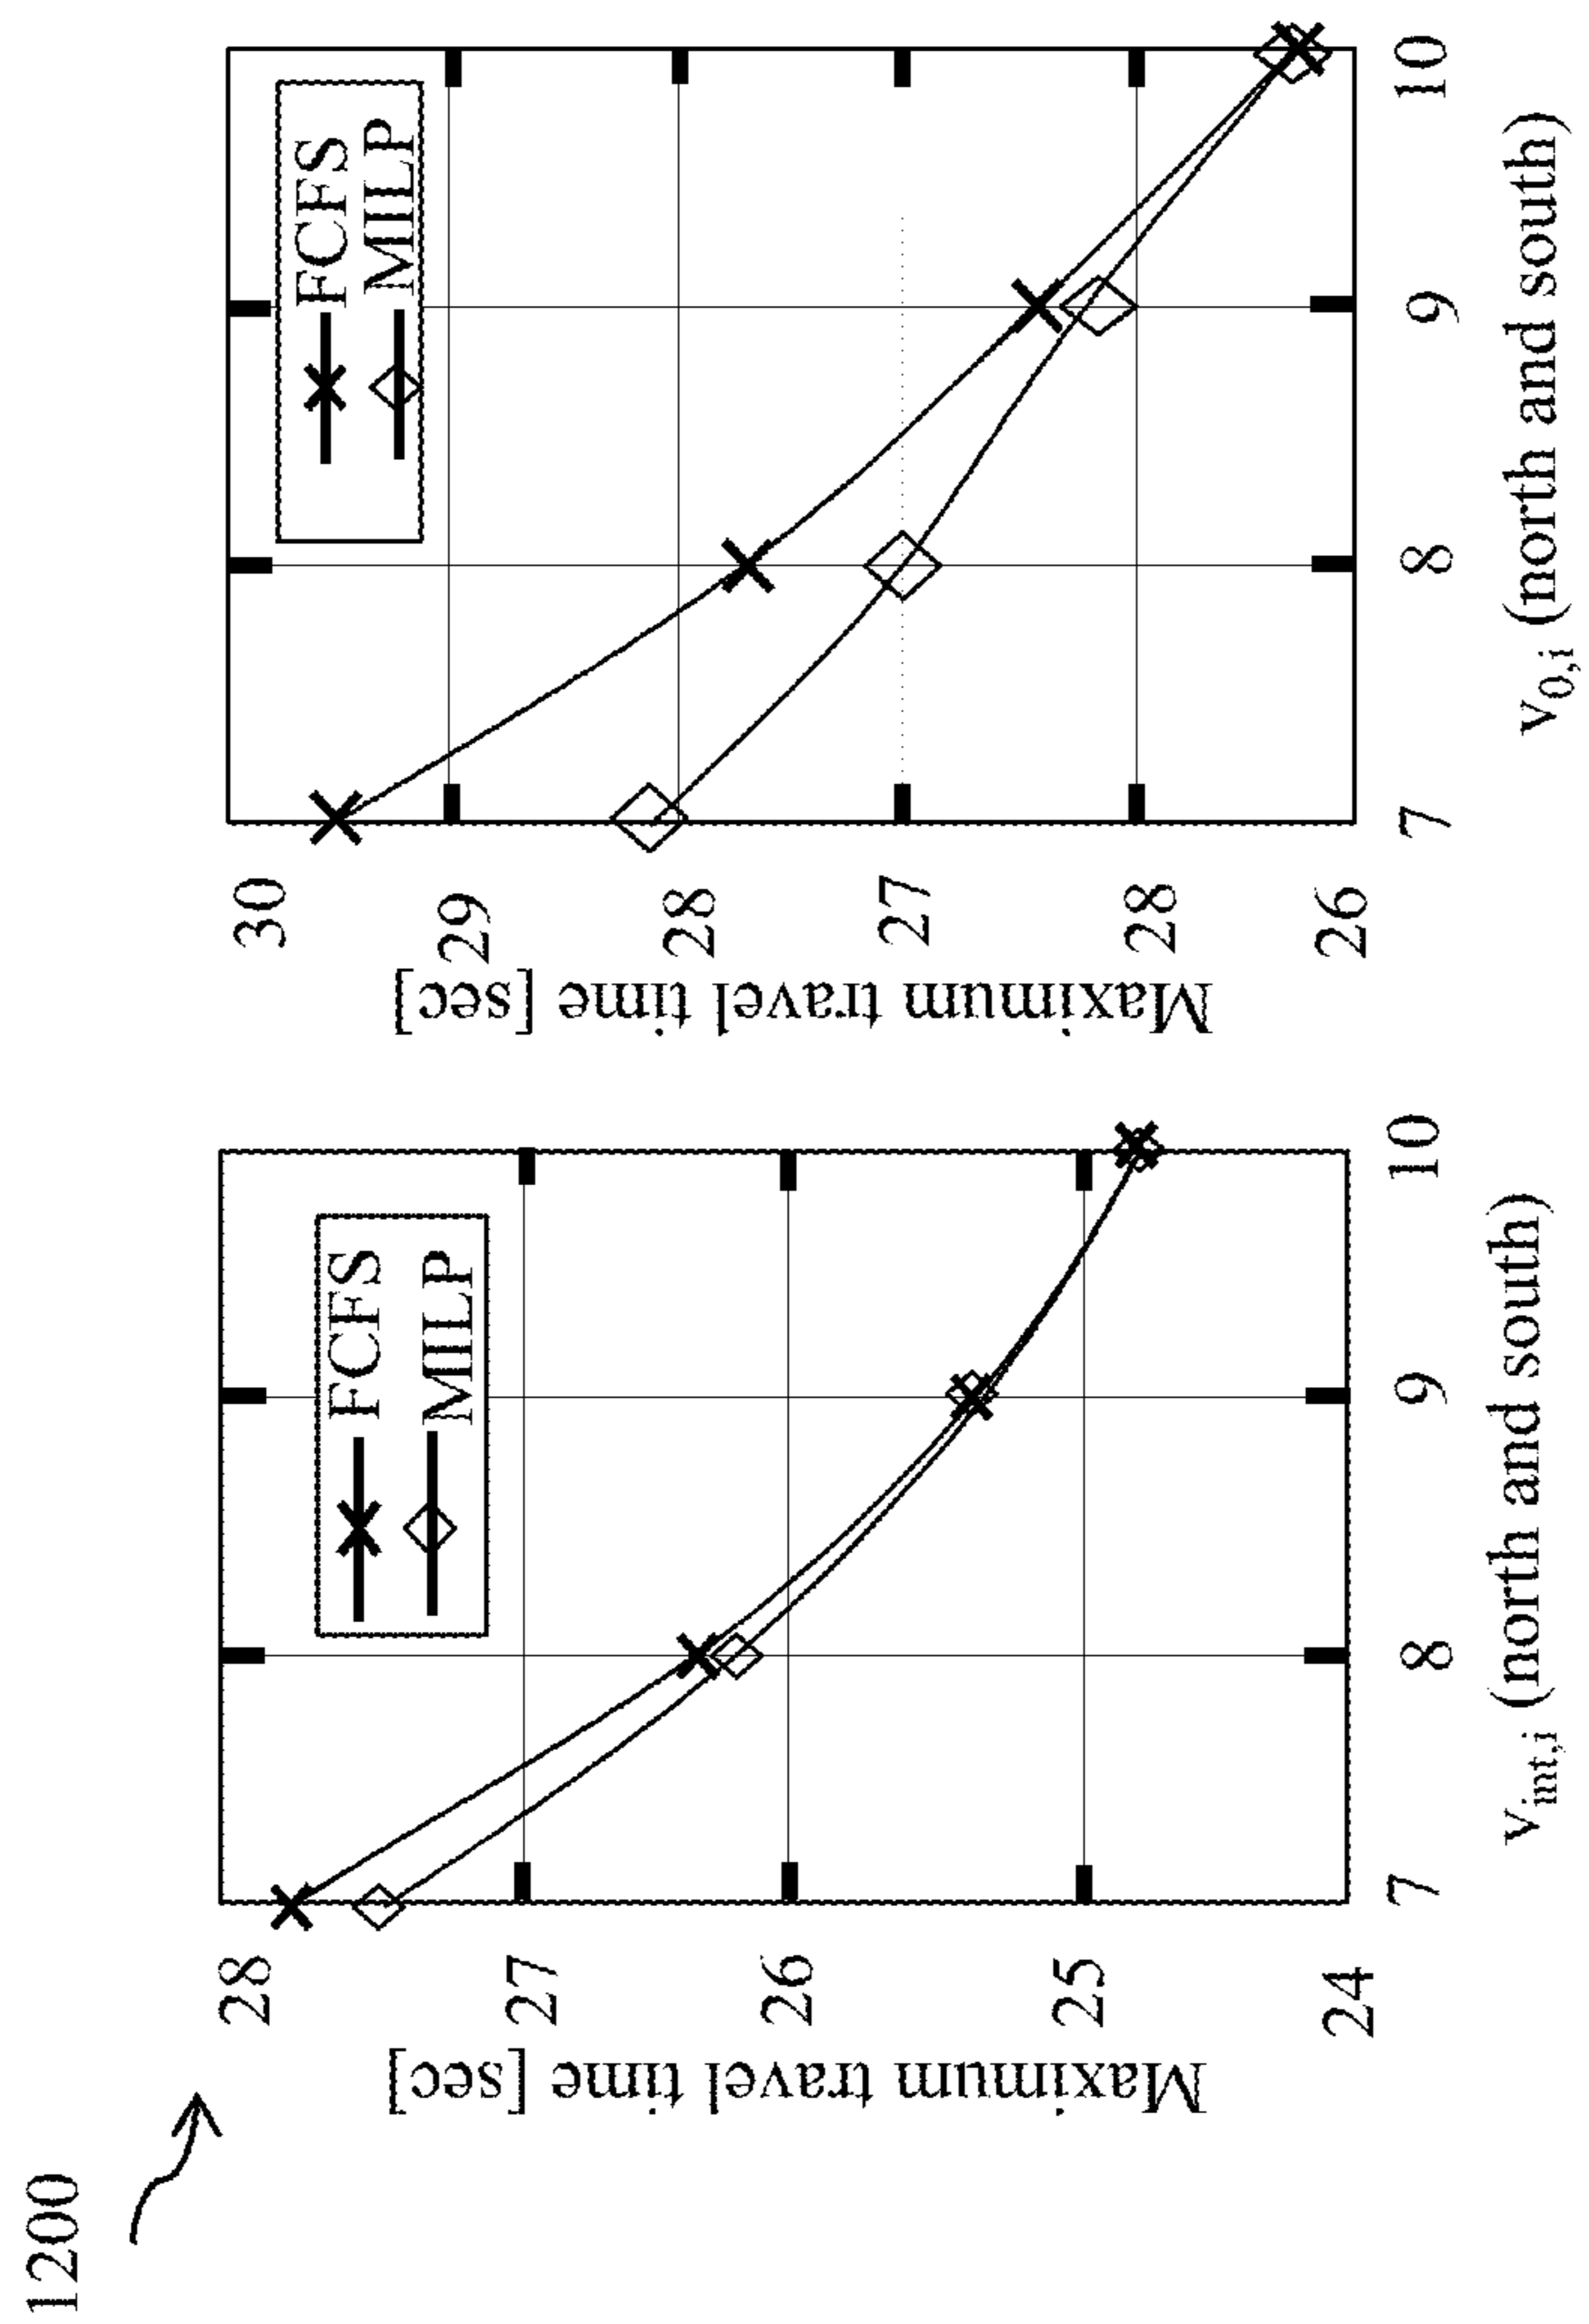 1200
Maximum travel time [sec]
28
27
26
25
24
FCFS
MILP
7
8
9
10
v_int,i (north and south)
Maximum travel time [sec]
30
29
28
27
28
26
FCFS
MILP
7
8
9
10
v_0,i (north and south)